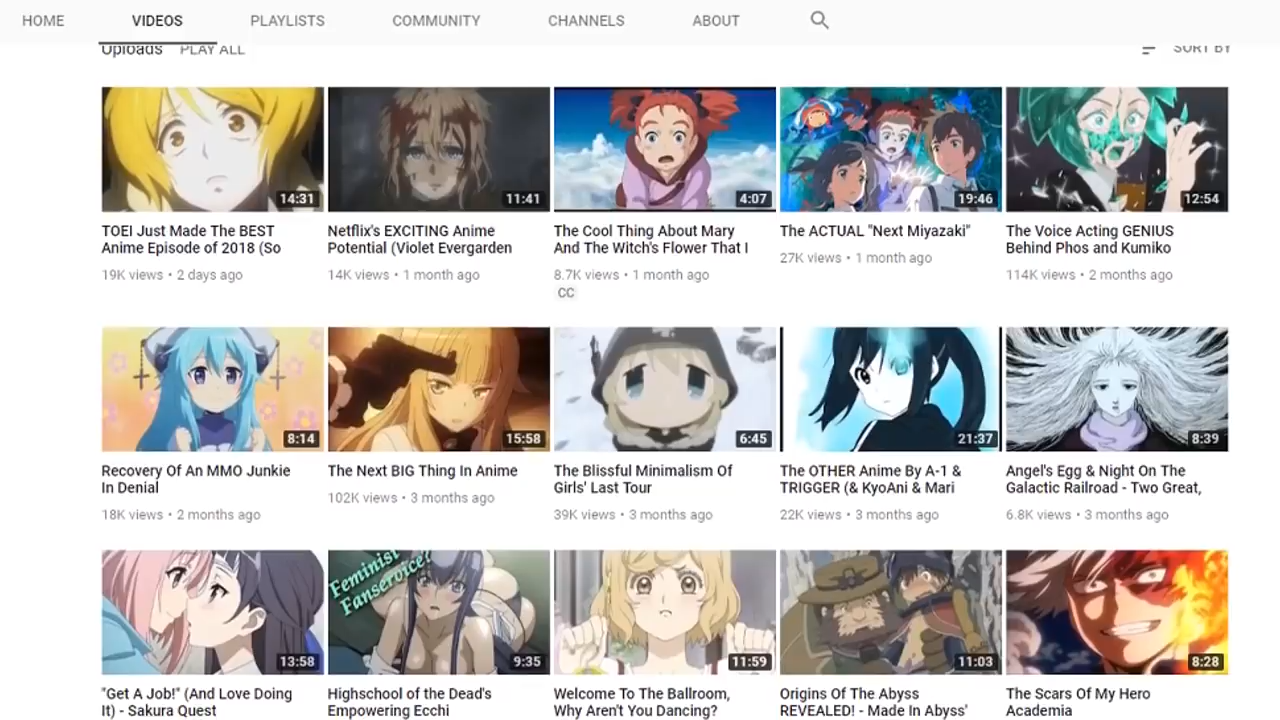 HOME VIDEOS PLAYLISTS COMMUNITY CHANNELS ABOUT
Uploads PLAY ALL SORT BY
14:31 11:41 4:07 19:46 12:54
TOEI Just Made The BEST
Anime Episode of 2018 (So
19K views • 2 days ago
Netflix's EXCITING Anime
Potential (Violet Evergarden
14K views • 1 month ago
The Cool Thing About Mary
And The Witch's Flower That I
8.7K views • 1 month ago
CC
The ACTUAL "Next Miyazaki"
27K views • 1 month ago
The Voice Acting GENIUS
Behind Phos and Kumiko
114K views • 2 months ago
8:14 15:58 6:45 21:37 8:39
Recovery Of An MMO Junkie
In Denial
18K views • 2 months ago
The Next BIG Thing In Anime
102K views • 3 months ago
The Blissful Minimalism Of
Girls' Last Tour
39K views • 3 months ago
The OTHER Anime By A-1 &
TRIGGER (& KyoAni & Mari
22K views • 3 months ago
Angel's Egg & Night On The
Galactic Railroad - Two Great,
6.8K views • 3 months ago
Feminist
Fanservice?
13:58 9:35 11:59 11:03 8:28
"Get A Job!" (And Love Doing
It) - Sakura Quest
Highschool of the Dead's
Empowering Ecchi
Welcome To The Ballroom,
Why Aren't You Dancing?
Origins Of The Abyss
REVEALED! - Made In Abyss'
The Scars Of My Hero
Academia